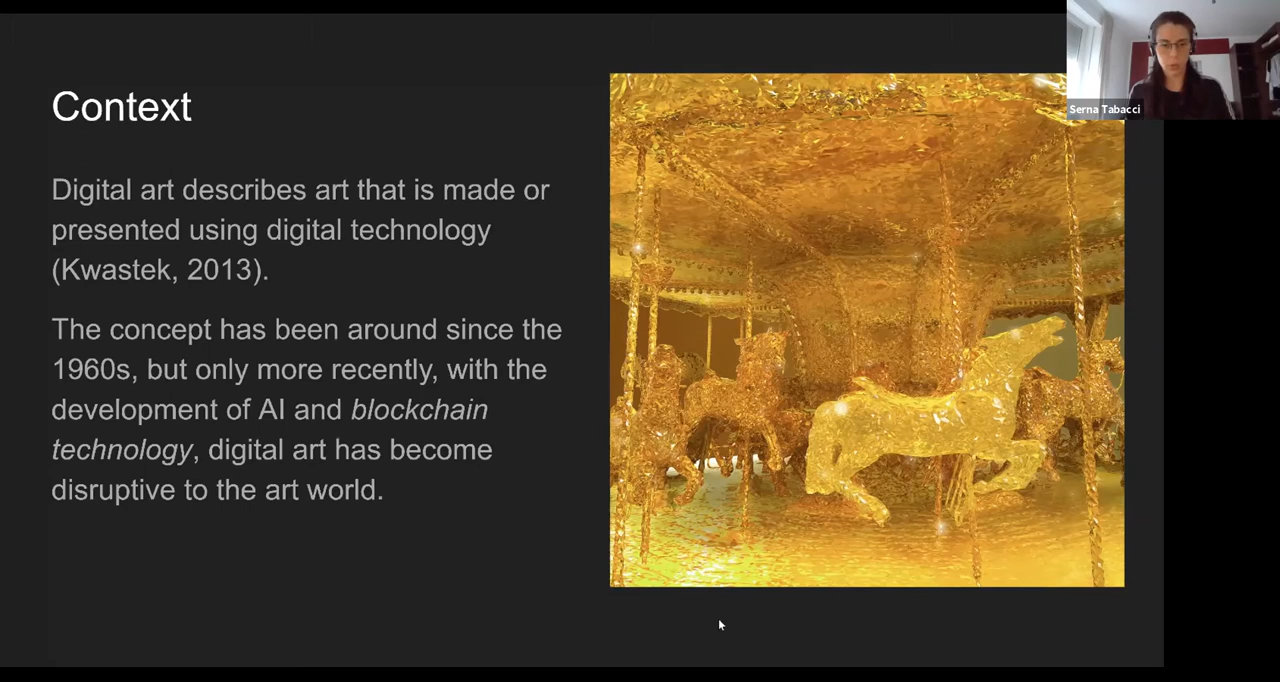 Context
Digital art describes art that is made or
presented using digital technology
(Kwastek, 2013).
The concept has been around since the
1960s, but only more recently, with the
development of AI and blockchain
technology, digital art has become
disruptive to the art world.
Serna Tabacci